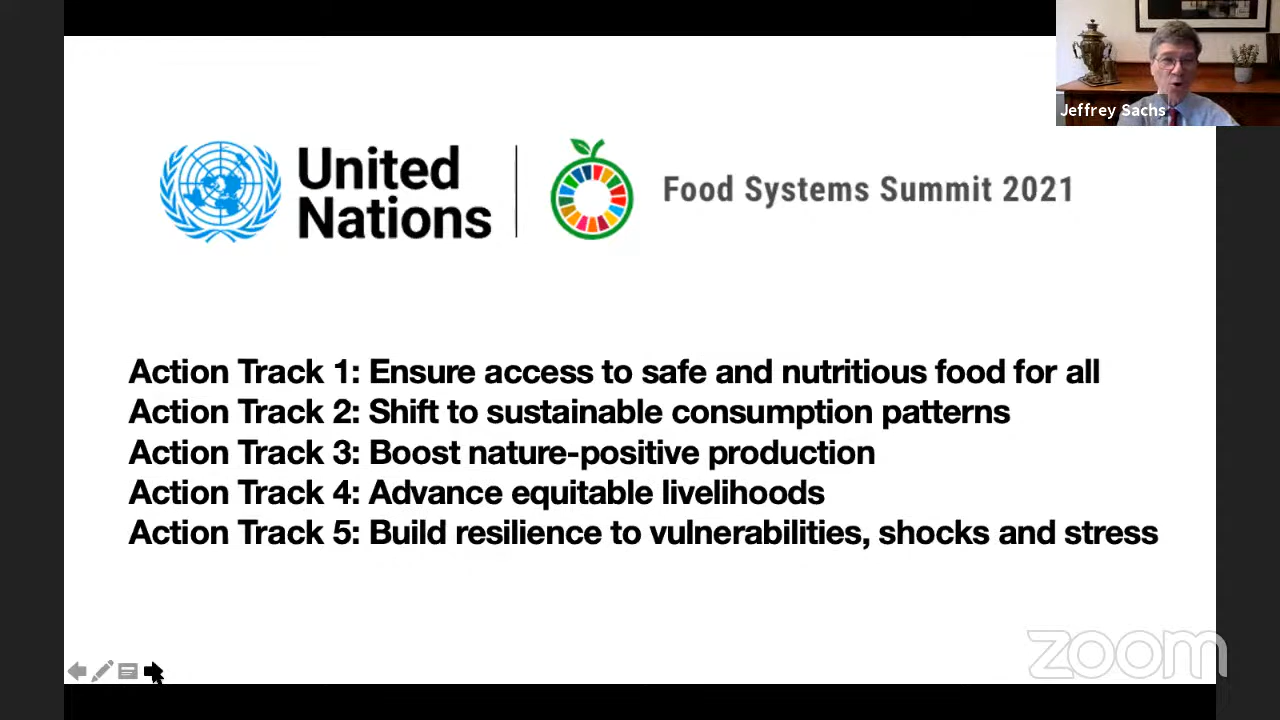 Jeffrey Sachs
United
Nations
Food Systems Summit 2021
Action Track 1: Ensure access to safe and nutritious food for all
Action Track 2: Shift to sustainable consumption patterns
Action Track 3: Boost nature-positive production
Action Track 4: Advance equitable livelihoods
Action Track 5: Build resilience to vulnerabilities, shocks and stress
zoom